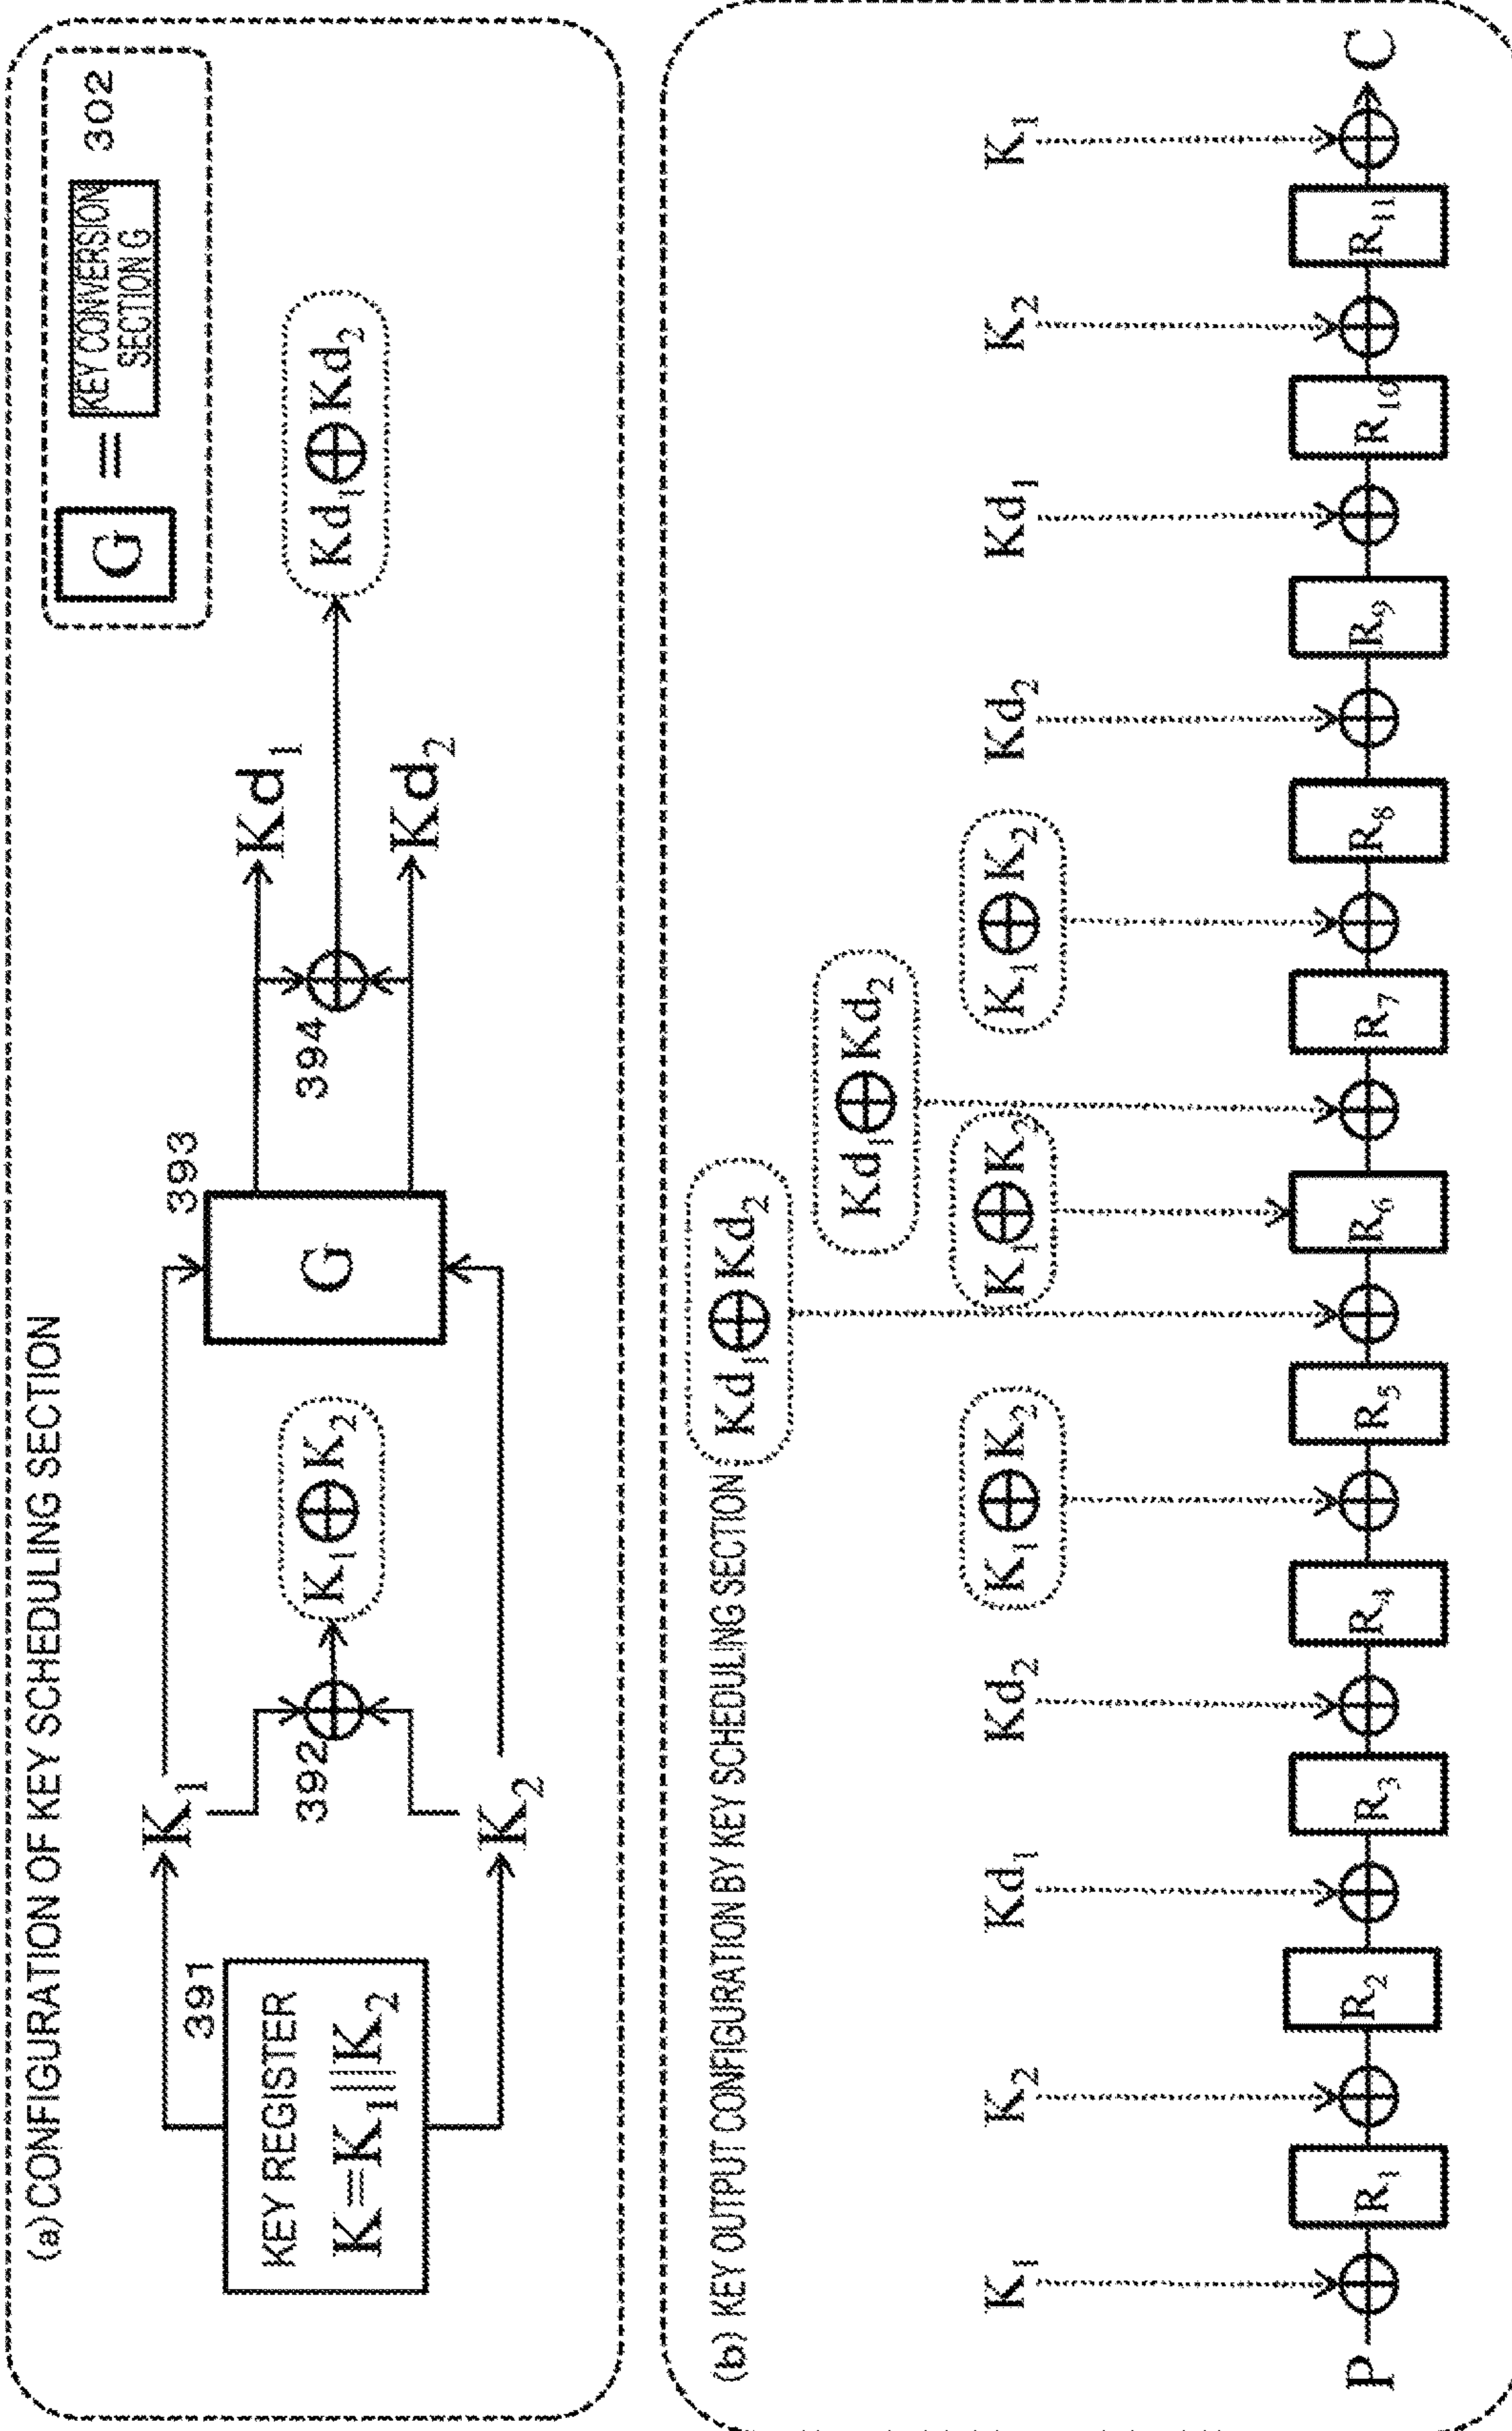 (a) CONFIGURATION OF KEY SCHEDULING SECTION
G = KEY CONVERSION SECTION G 302
391
KEY REGISTER
K=K₁||K₂
K₁
K₂
392
K₁⊕K₂
393
G
394
Kd₁
Kd₂
Kd₁⊕Kd₂
(b) KEY OUTPUT CONFIGURATION BY KEY SCHEDULING SECTION
Kd₁⊕Kd₂
Kd₁⊕Kd₂
K₁ K₂ Kd₁ Kd₂ K₁⊕K₂ K₁⊕K₂ K₁⊕K₂ Kd₂ Kd₁ K₂ K₁
P R₁ R₂ R₃ R₄ R₅ R₆ R₇ R₈ R₉ R₁₀ R₁₁ C